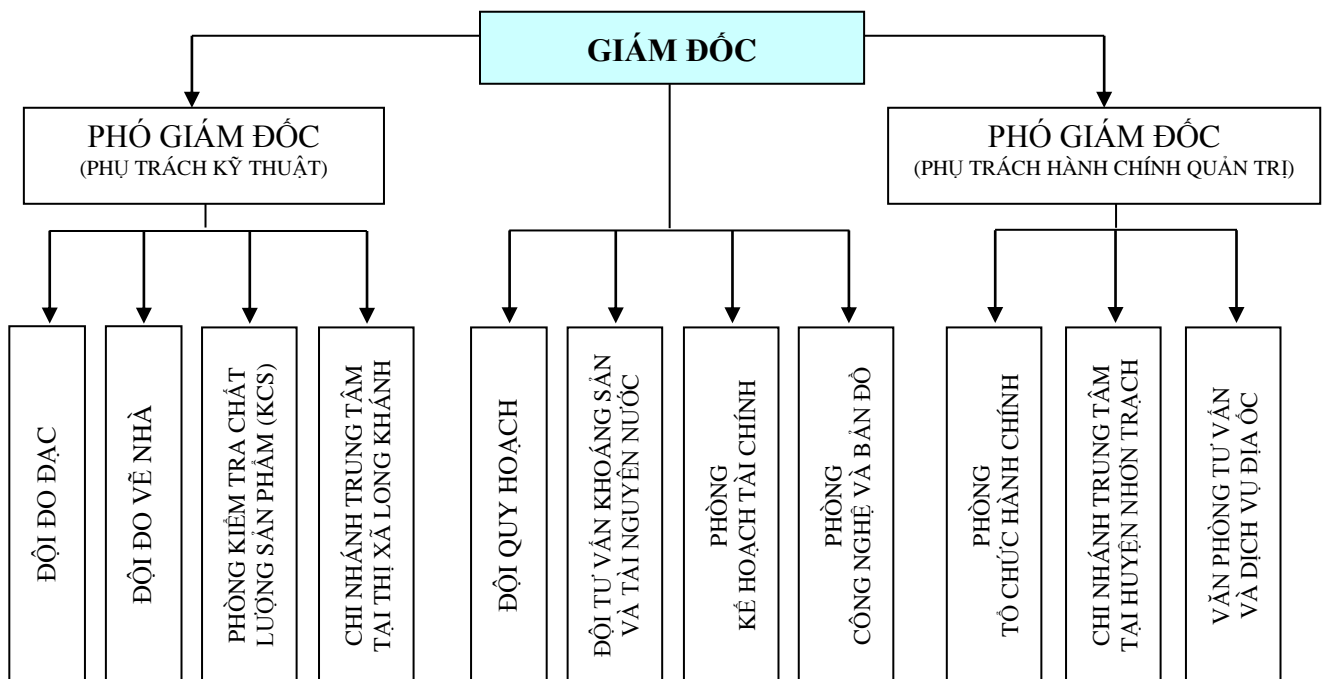 GIÁM ĐỐC
PHÓ GIÁM ĐỐC
(PHỤ TRÁCH KỸ THUẬT)
PHÓ GIÁM ĐỐC
(PHỤ TRÁCH HÀNH CHÍNH QUẢN TRỊ)
ĐỘI ĐO ĐẠC
ĐỘI ĐO VẼ NHÀ
PHÒNG KIỂM TRA CHẤT
LƯỢNG SẢN PHẨM (KCS)
CHI NHÁNH TRUNG TÂM
TẠI THỊ XÃ LONG KHÁNH
ĐỘI QUY HOẠCH
ĐỘI TƯ VẤN KHOÁNG SẢN
VÀ TÀI NGUYÊN NƯỚC
PHÒNG
KẾ HOẠCH TÀI CHÍNH
PHÒNG
CÔNG NGHỆ VÀ BẢN ĐỒ
PHÒNG
TỔ CHỨC HÀNH CHÍNH
CHI NHÁNH TRUNG TÂM
TẠI HUYỆN NHƠN TRẠCH
VĂN PHÒNG TƯ VẤN
VÀ DỊCH VỤ ĐỊA ỐC